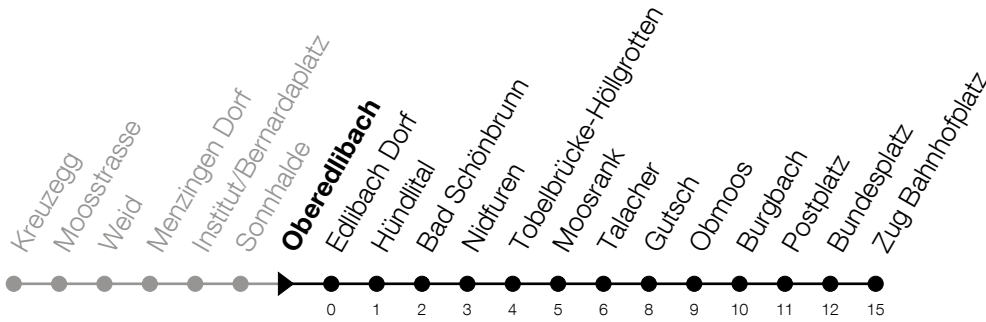 Kreuzegg
Moosstrasse
Weid
Menzingen Dorf
Institut/Bernardaplatz
Sonnhalde
Oberedlibach
Edlibach Dorf
Hündlital
Bad Schönbrunn
Nidfuren
Tobelbrücke-Höllgrotten
Moosrank
Talacher
Gutsch
Obmoos
Burgbach
Postplatz
Bundesplatz
Zug Bahnhofplatz
0 1 2 3 4 5 6 8 9 10 11 12 15